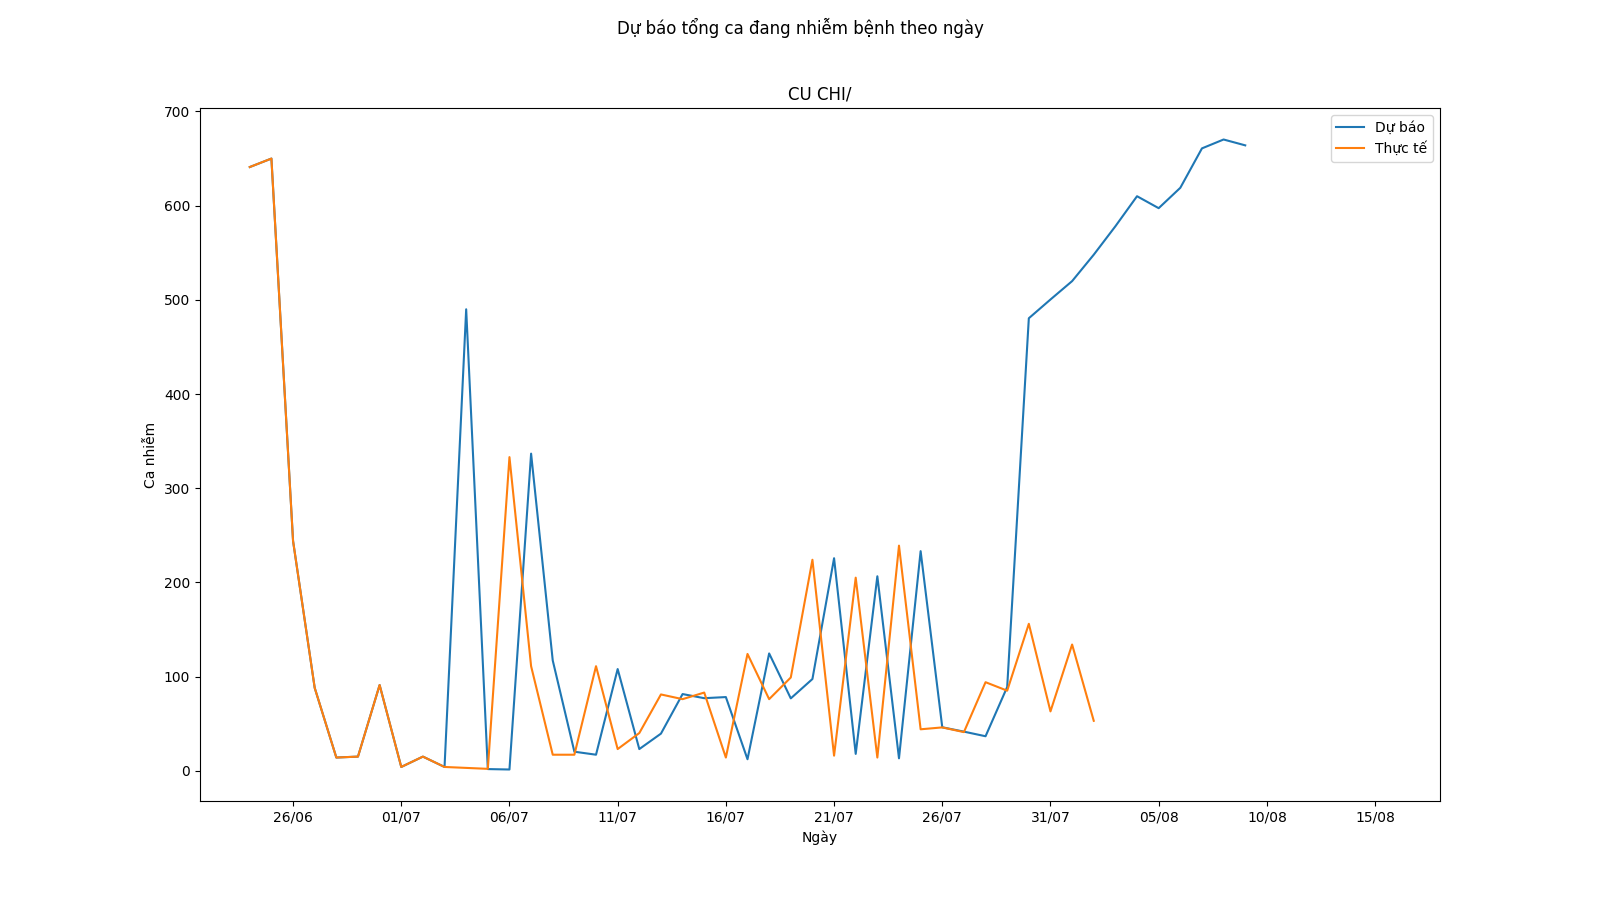 Dự báo tổng ca đang nhiễm bệnh theo ngày
CU CHI/
Dự báo
Thực tế
700
600
500
400
300
200
100
0
Ca nhiễm
26/06 01/07 06/07 11/07 16/07 21/07 26/07 31/07 05/08 10/08 15/08
Ngày